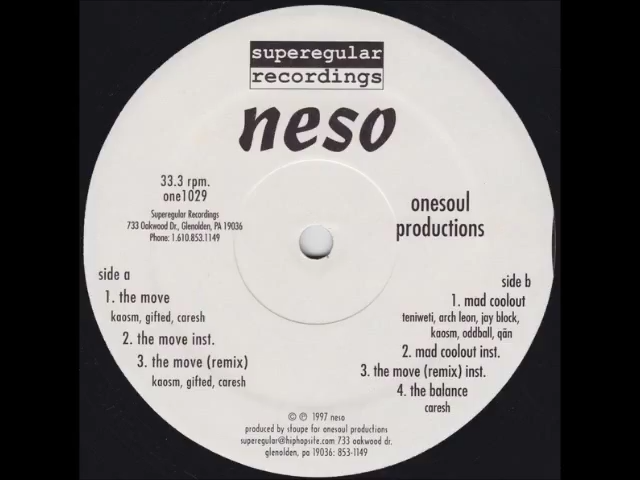 superegular
recordings
neso
33.3 rpm.
one1029
Superegular Recordings
733 Oakwood Dr., Glenolden, PA 19036
Phone: 1.610.853.1149
onesoul
productions
side a
1. the move
kaosm, gifted, caresh
2. the move inst.
3. the move (remix)
kaosm, gifted, caresh
side b
1. mad coolout
teniweti, arch leon, jay block,
kaosm, oddball, qãn
2. mad coolout inst.
3. the move (remix) inst.
4. the balance
caresh
© ℗ 1997 neso
produced by stoupe for onesoul productions
superegular@hiphopsite.com 733 oakwood dr.
glenolden, pa 19036: 853-1149